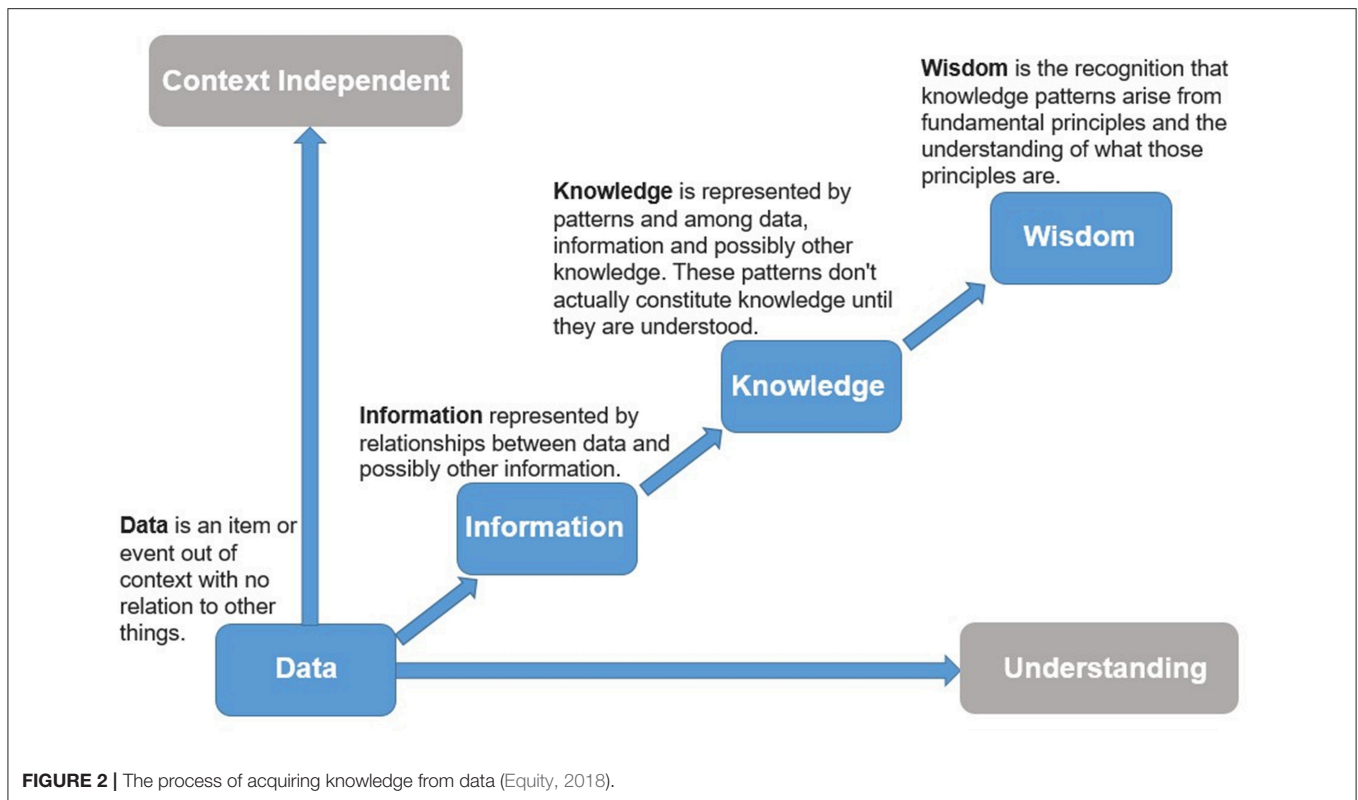 Context Independent
Wisdom is the recognition that
knowledge patterns arise from
fundamental principles and the
understanding of what those
principles are.
Wisdom
Knowledge is represented by
patterns and among data,
information and possibly other
knowledge. These patterns don't
actually constitute knowledge until
they are understood.
Knowledge
Information represented by
relationships between data and
possibly other information.
Information
Data is an item or
event out of
context with no
relation to other
things.
Data
Understanding
FIGURE 2 | The process of acquiring knowledge from data (Equity, 2018).